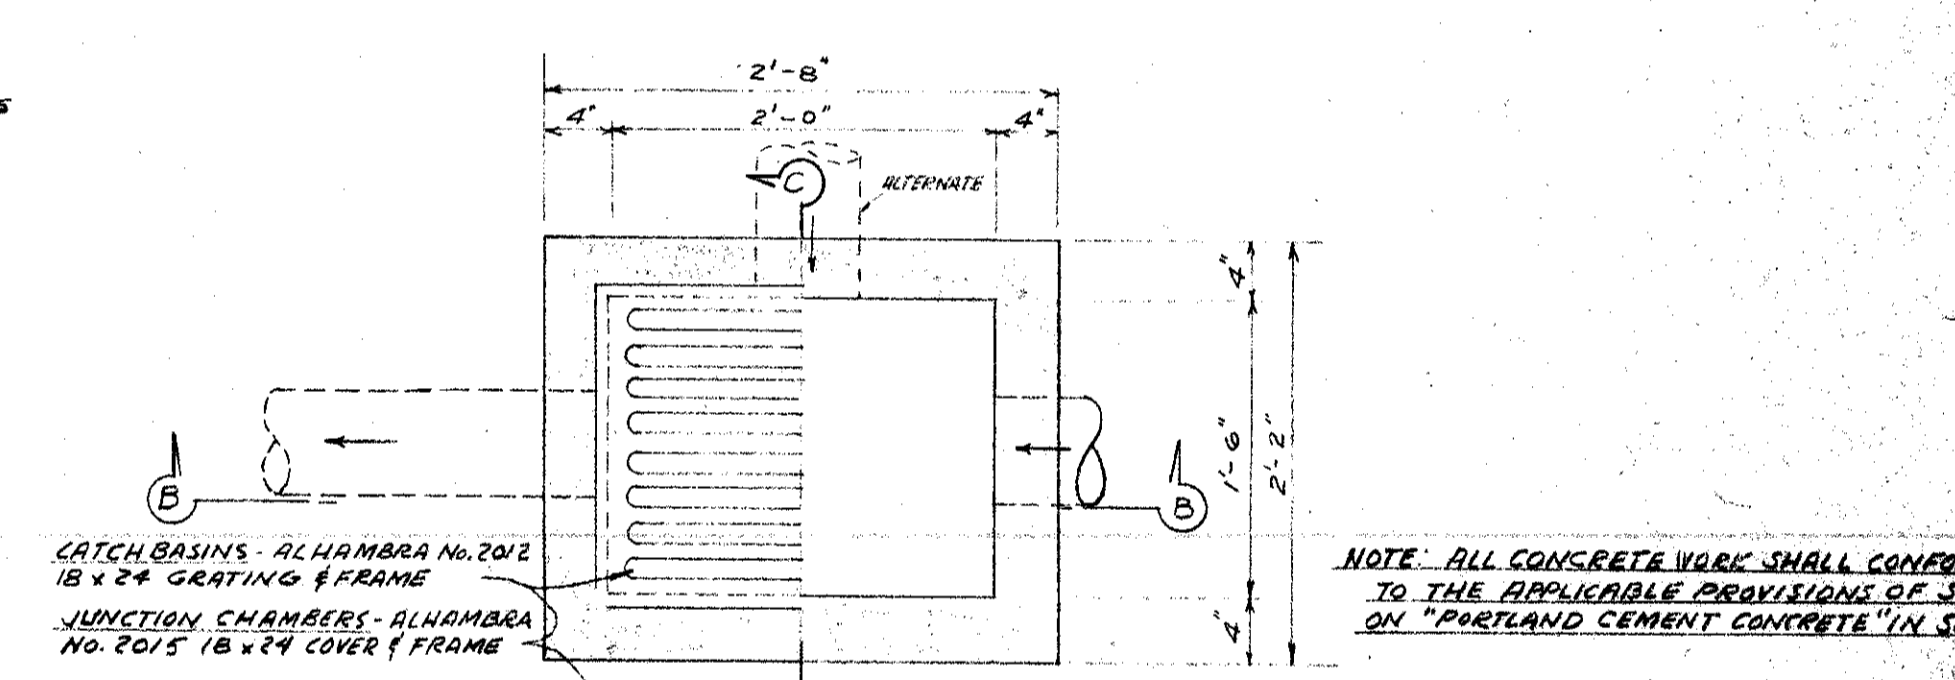 2'-8"
4" 2'-0" 4"
C
ALTERNATE
4"
1'-6"
2'-2"
4"
B
B
CATCH BASINS - ALHAMBRA No. 2012
18 x 24 GRATING & FRAME
JUNCTION CHAMBERS - ALHAMBRA
No. 2015 18 x 24 COVER & FRAME
NOTE: ALL CONCRETE WORK SHALL
TO THE APPLICABLE PROVISIONS OF
ON "PORTLAND CEMENT CONCRETE" IN